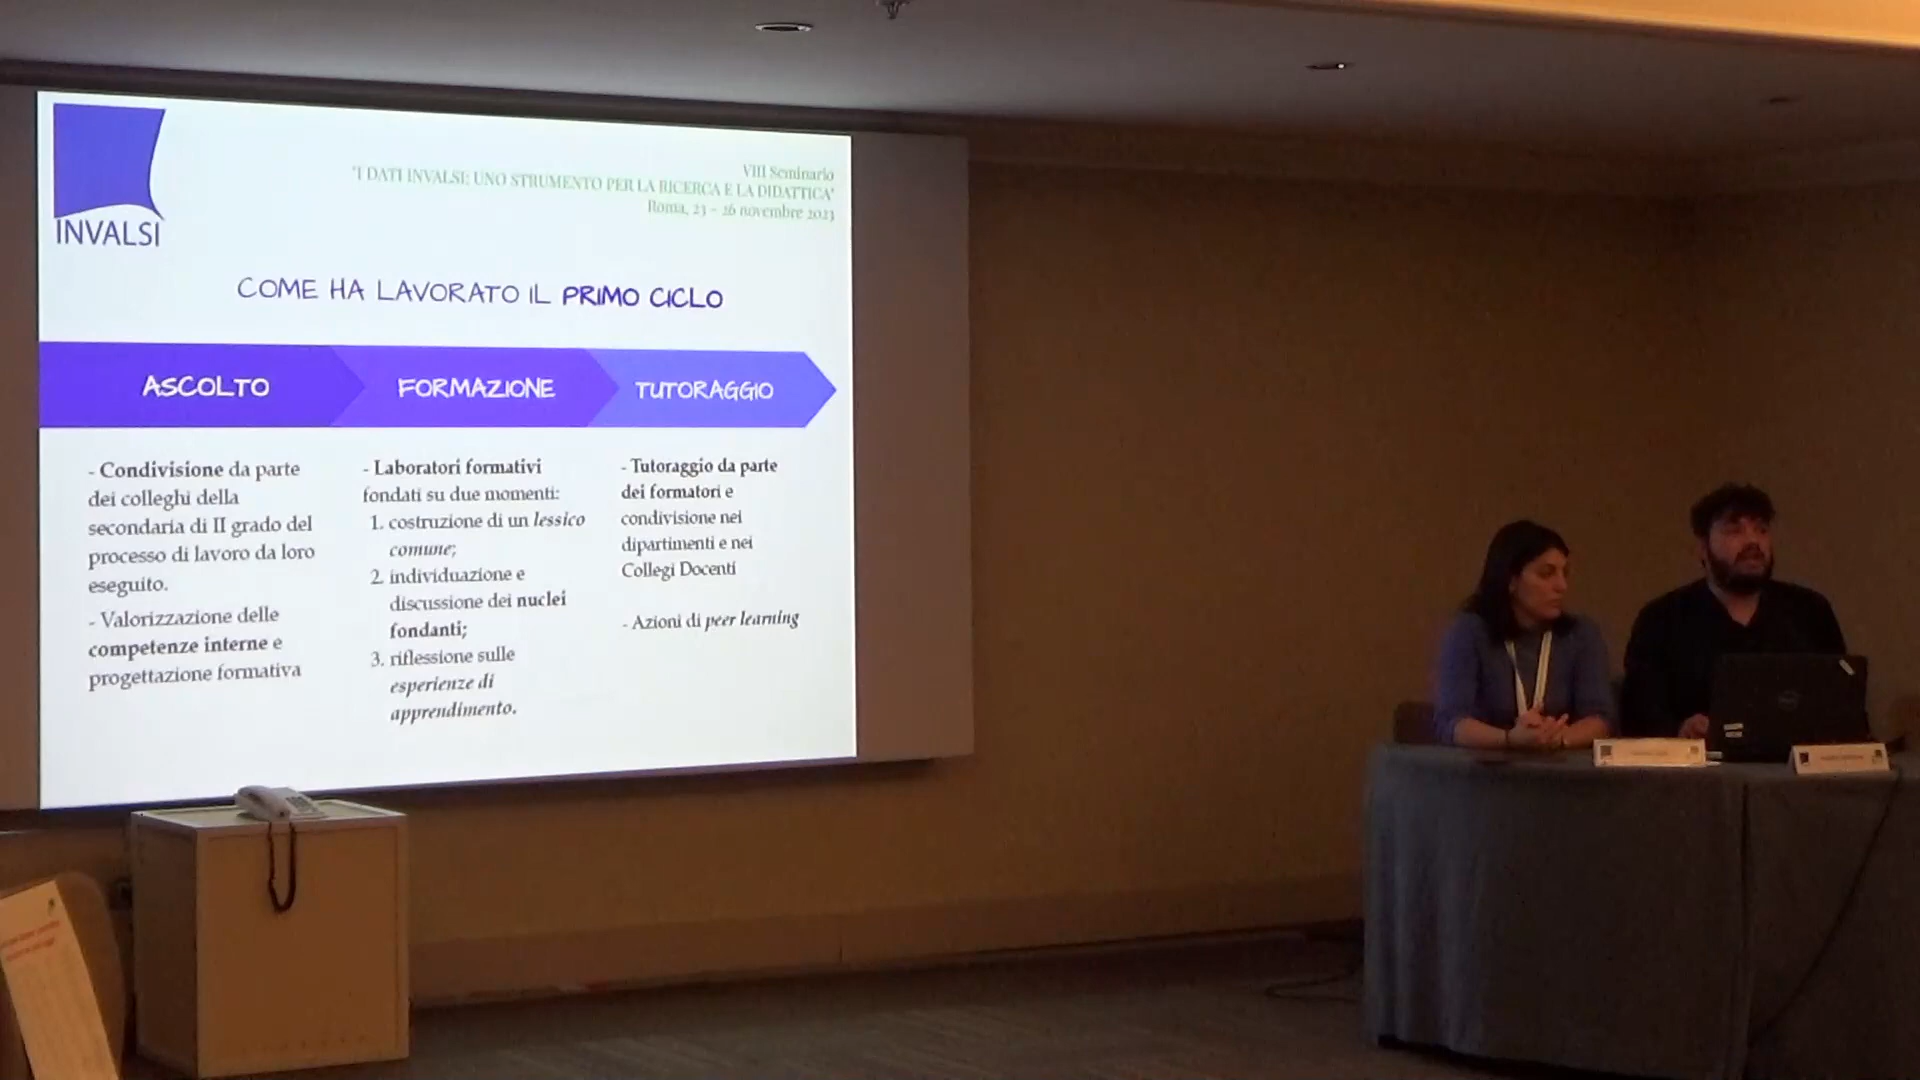 INVALSI
VIII Seminario
"I DATI INVALSI: UNO STRUMENTO PER LA RICERCA E LA DIDATTICA"
Roma, 23 – 26 novembre 2023
COME HA LAVORATO IL PRIMO CICLO
ASCOLTO
- Condivisione da parte
dei colleghi della
secondaria di II grado del
processo di lavoro da loro
eseguito.
- Valorizzazione delle
competenze interne e
progettazione formativa
FORMAZIONE
- Laboratori formativi
fondati su due momenti:
1. costruzione di un lessico
comune;
2. individuazione e
discussione dei nuclei
fondanti;
3. riflessione sulle
esperienze di
apprendimento.
TUTORAGGIO
- Tutoraggio da parte
dei formatori e
condivisione nei
dipartimenti e nei
Collegi Docenti
- Azioni di peer learning